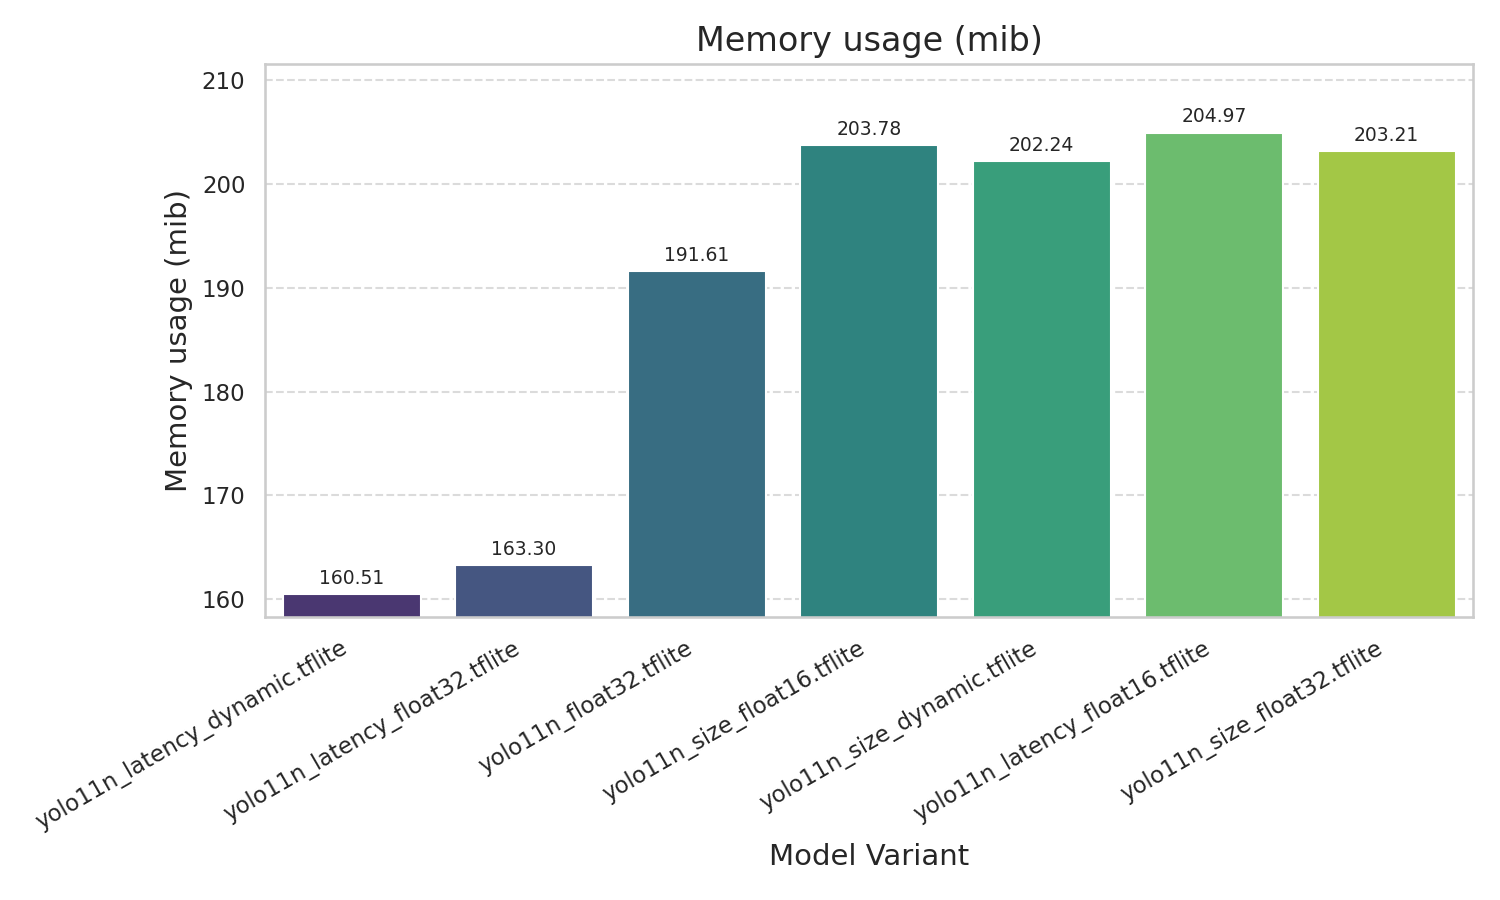 Memory usage (mib)
Memory usage (mib)
210
200
190
180
170
160
160.51
163.30
191.61
203.78
202.24
204.97
203.21
yolo11n_latency_dynamic.tflite
yolo11n_latency_float32.tflite
yolo11n_float32.tflite
yolo11n_size_float16.tflite
yolo11n_size_dynamic.tflite
yolo11n_latency_float16.tflite
yolo11n_size_float32.tflite
Model Variant